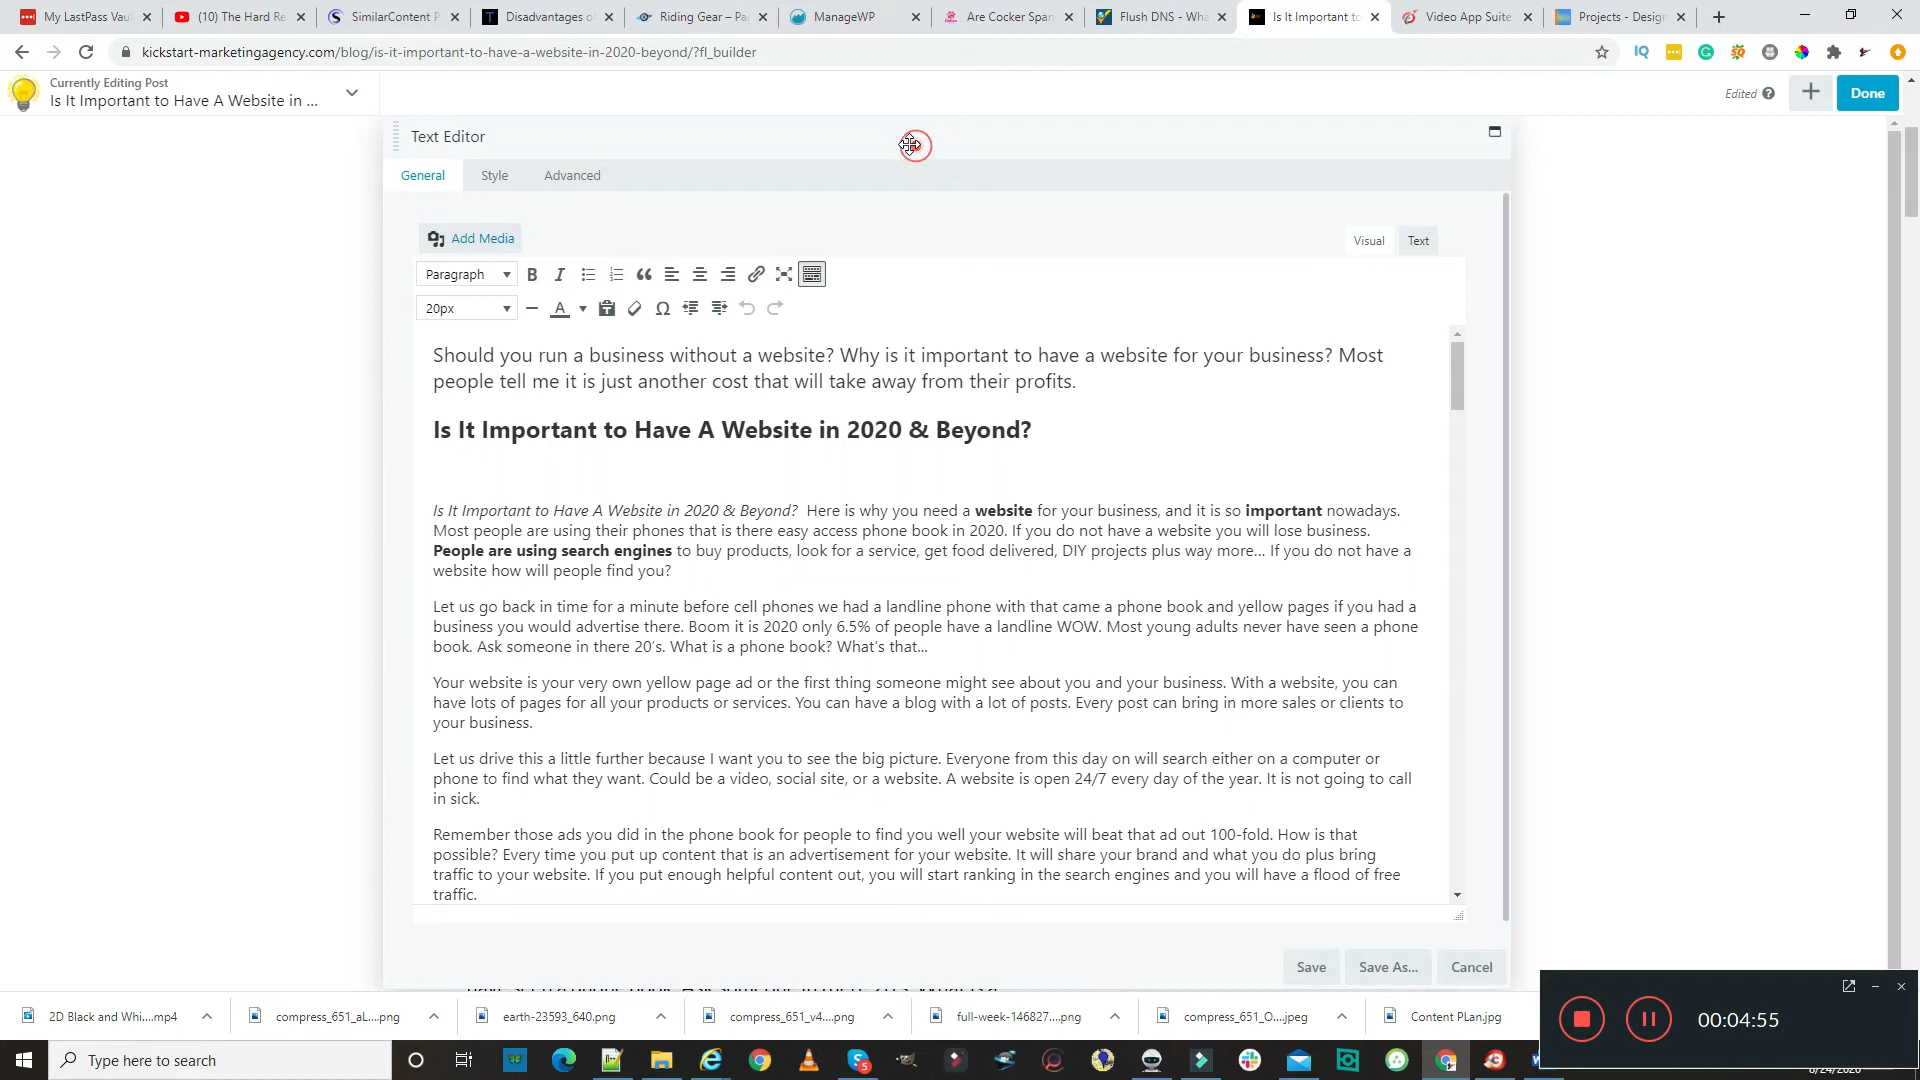 My LastPass Vaul
(10) The Hard Re
SimilarContent P
Disadvantages o
Riding Gear – Pa
ManageWP
Are Cocker Span
Flush DNS - Wha
Is It Important to
Video App Suite
Projects - Desig
kickstart-marketingagency.com/blog/is-it-important-to-have-a-website-in-2020-beyond/?fl_builder
Currently Editing Post
Is It Important to Have A Website in ...
Edited
Done
Text Editor
General Style Advanced
Add Media
Visual Text
Paragraph
20px
Should you run a business without a website? Why is it important to have a website for your business? Most
people tell me it is just another cost that will take away from their profits.
Is It Important to Have A Website in 2020 & Beyond?
Is It Important to Have A Website in 2020 & Beyond? Here is why you need a website for your business, and it is so important nowadays.
Most people are using their phones that is there easy access phone book in 2020. If you do not have a website you will lose business.
People are using search engines to buy products, look for a service, get food delivered, DIY projects plus way more... If you do not have a
website how will people find you?
Let us go back in time for a minute before cell phones we had a landline phone with that came a phone book and yellow pages if you had a
business you would advertise there. Boom it is 2020 only 6.5% of people have a landline WOW. Most young adults never have seen a phone
book. Ask someone in there 20's. What is a phone book? What's that...
Your website is your very own yellow page ad or the first thing someone might see about you and your business. With a website, you can
have lots of pages for all your products or services. You can have a blog with a lot of posts. Every post can bring in more sales or clients to
your business.
Let us drive this a little further because I want you to see the big picture. Everyone from this day on will search either on a computer or
phone to find what they want. Could be a video, social site, or a website. A website is open 24/7 every day of the year. It is not going to call
in sick.
Remember those ads you did in the phone book for people to find you well your website will beat that ad out 100-fold. How is that
possible? Every time you put up content that is an advertisement for your website. It will share your brand and what you do plus bring
traffic to your website. If you put enough helpful content out, you will start ranking in the search engines and you will have a flood of free
traffic.
Save Save As... Cancel
2D Black and Whi....mp4
compress_651_aL....png
earth-23593_640.png
compress_651_v4....png
full-week-146827....png
compress_651_O....jpeg
Content PLan.jpg
00:04:55
Type here to search
8/24/2020